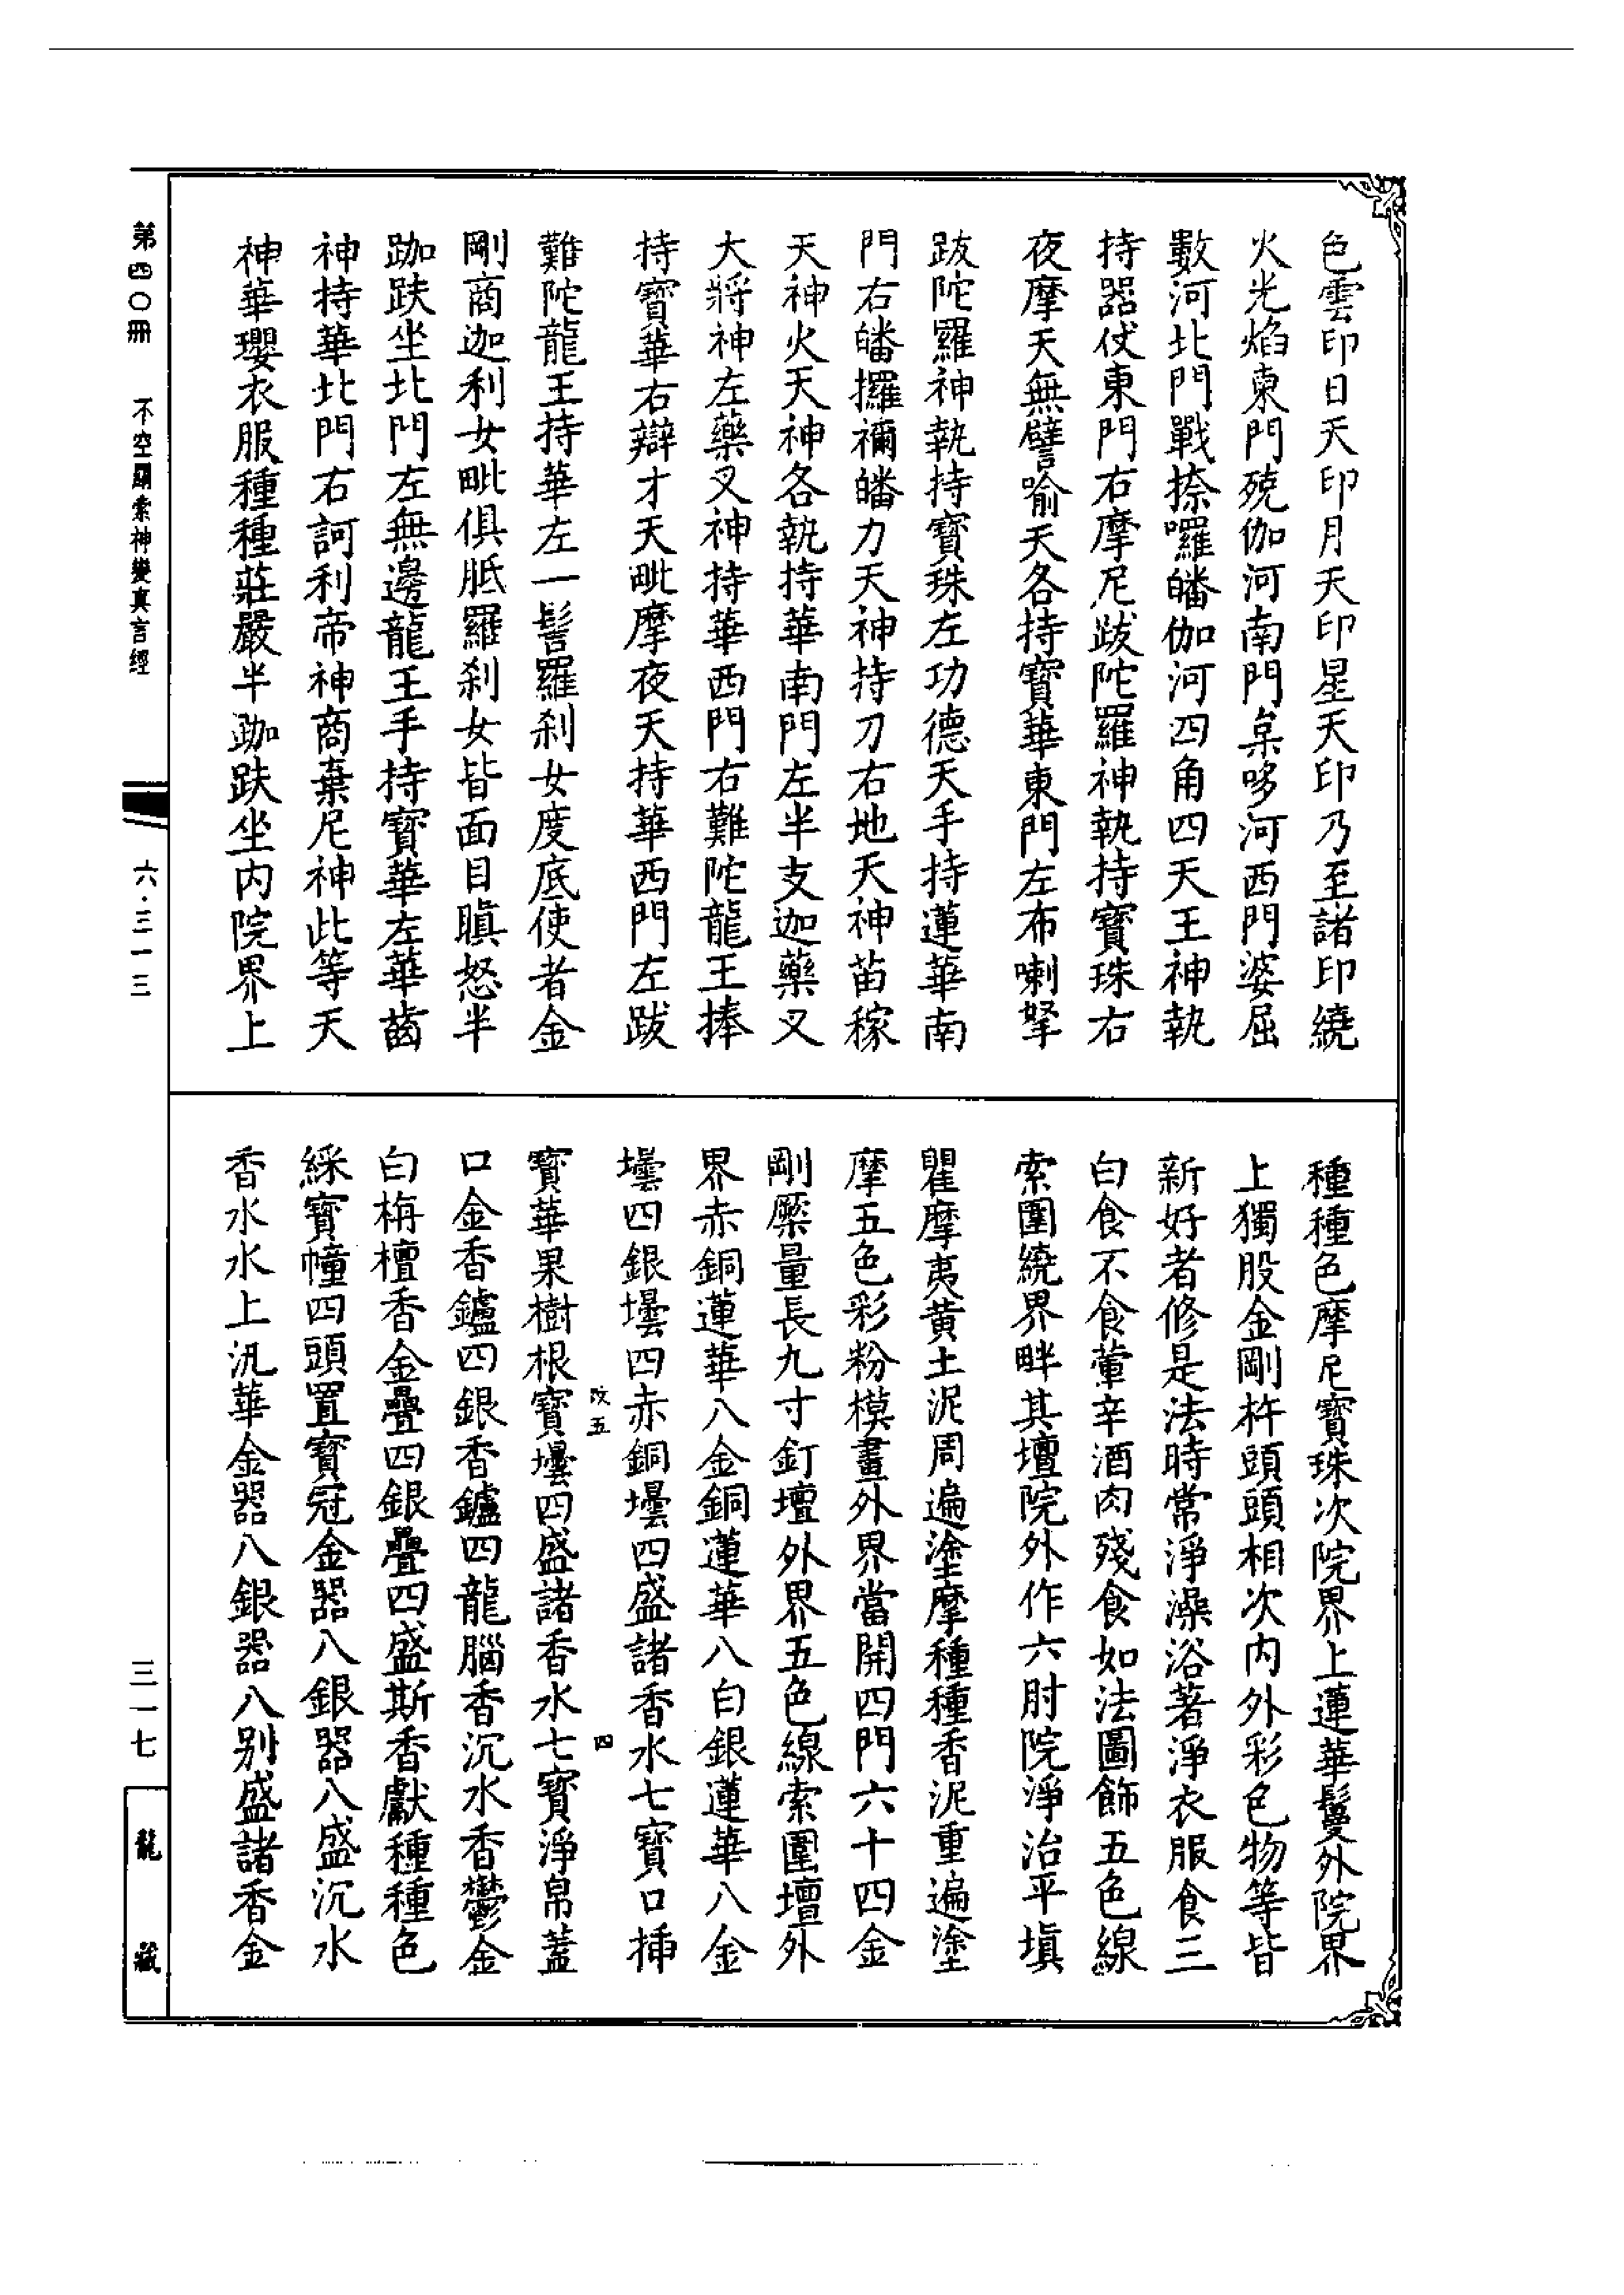 色雲印日天印月天印星天印乃至諸印繞
火光焰東門殑伽河南門枲哆河西門婆屈
數河北門戰捺囉皤伽河四角四天王神執
持器仗東門右摩尼跋陀羅神執持寶珠右
夜摩天無譬喻天各持寶華東門左布喇拏
跋陀羅神執持寶珠左功德天手持蓮華南
門右皤攞禰皤力天神持刀右地天神苗稼
天神火天神各執持華南門左半支迦藥叉
大將神左藥叉神持華西門右難陀龍王捧
持寶華右辯才天毗摩夜天持華西門左跋
難陀龍王持華左一髻羅剎女度底使者金
剛商迦利女毗俱胝羅剎女皆面目瞋怒半
跏趺坐北門左無邊龍王手持寶華左華齒
神持華北門右訶利帝神商棄尼神此等天
神華瓔衣服種種莊嚴半跏趺坐內院界上
種種色摩尼寶珠次院界上蓮華鬘外院界
上獨股金剛杵頭頭相次內外彩色物等皆
新好者修是法時常淨澡浴著淨衣服食三
白食不食葷辛酒肉殘食如法圖飾五色線
索圍繞界畔其壇院外作六肘院淨治平填
瞿摩夷黃土泥周遍塗摩種種香泥重遍塗
摩五色彩粉模畫外界當開四門六十四金
剛橜量長九寸釘壇外界五色線索圍壇外
界赤銅蓮華八金銅蓮華八白銀蓮華八金
壜四銀壜四赤銅壜四盛諸香水七寶口插
寶華果樹根寶壜四盛諸香水七寶淨帛蓋
口金香鑪四銀香鑪四龍腦香沉水香鬱金
白栴檀香金疊四銀疊四盛斯香獻種種色
綵寶幢四頭置寶冠金器八銀器八盛沉水
香水水上汎華金器八銀器八別盛諸香金
改五
四
第四〇冊 不空羂索神變真言經 六·三一三 三一七 龍藏